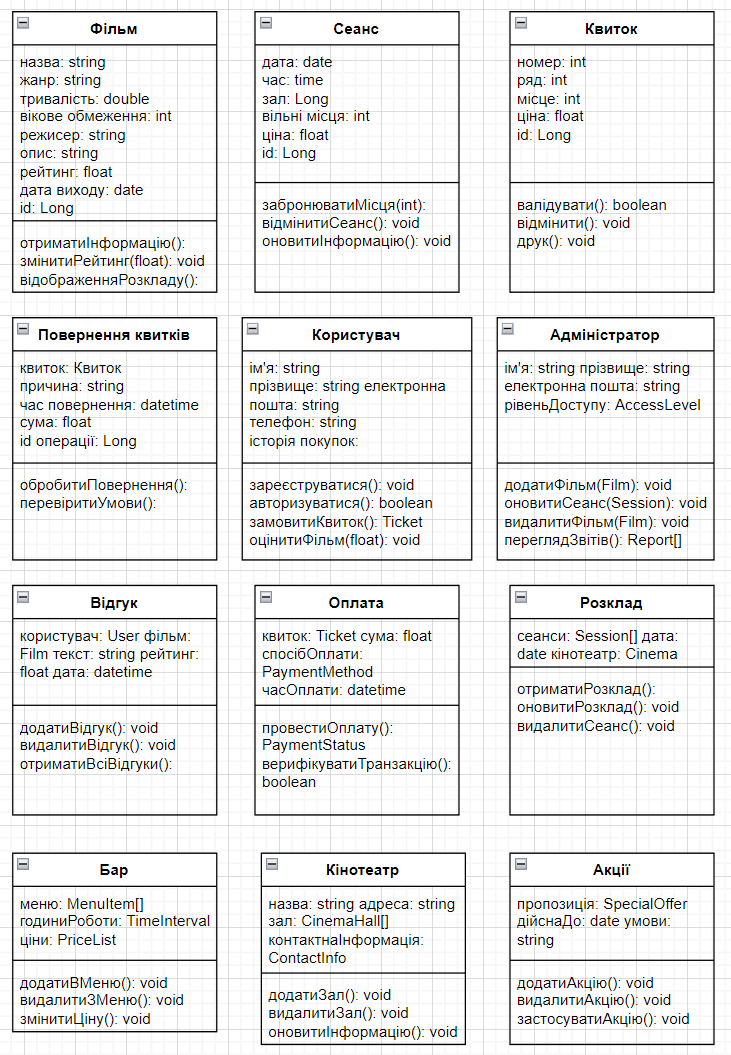 Фільм
назва: string
жанр: string
тривалість: double
вікове обмеження: int
режисер: string
опис: string
рейтинг: float
дата виходу: date
id: Long
отриматиІнформацію():
змінитиРейтинг(float): void
відображенняРозкладу():
Сеанс
дата: date
час: time
зал: Long
вільні місця: int
ціна: float
id: Long
забронюватиМісця(int):
відмінитиСеанс(): void
оновитиІнформацію(): void
Квиток
номер: int
ряд: int
місце: int
ціна: float
id: Long
валідувати(): boolean
відмінити(): void
друк(): void
Повернення квитків
квиток: Квиток
причина: string
час повернення: datetime
сума: float
id операції: Long
обробитиПовернення():
перевіритиУмови():
Користувач
ім'я: string
прізвище: string електронна
пошта: string
телефон: string
історія покупок:
зареєструватися(): void
авторизуватися(): boolean
замовитиКвиток(): Ticket
оцінитиФільм(float): void
Адміністратор
ім'я: string прізвище: string
електронна пошта: string
рівеньДоступу: AccessLevel
додатиФільм(Film): void
оновитиСеанс(Session): void
видалитиФільм(Film): void
переглядЗвітів(): Report[]
Відгук
користувач: User фільм:
Film текст: string рейтинг:
float дата: datetime
додатиВідгук(): void
видалитиВідгук(): void
отриматиВсіВідгуки():
Оплата
квиток: Ticket сума: float
спосібОплати:
PaymentMethod
часОплати: datetime
провестиОплату():
PaymentStatus
верифікуватиТранзакцію():
boolean
Розклад
сеанси: Session[] дата:
date кінотеатр: Cinema
отриматиРозклад():
оновитиРозклад(): void
видалитиСеанс(): void
Бар
меню: MenuItem[]
годиниРоботи: TimeInterval
ціни: PriceList
додатиВМеню(): void
видалитиЗМеню(): void
змінитиЦіну(): void
Кінотеатр
назва: string адреса: string
зал: CinemaHall[]
контактнаІнформація:
ContactInfo
додатиЗал(): void
видалитиЗал(): void
оновитиІнформацію(): void
Акції
пропозиція: SpecialOffer
дійснаДо: date умови:
string
додатиАкцію(): void
видалитиАкцію(): void
застосуватиАкцію(): void